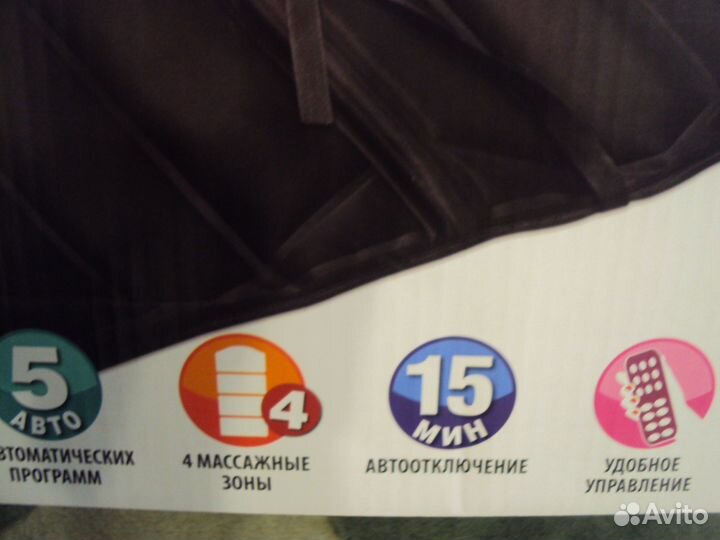 5
АВТО
ВТОМАТИЧЕСКИХ
ПРОГРАММ
4
4 МАССАЖНЫЕ
ЗОНЫ
15
МИН
АВТООТКЛЮЧЕНИЕ
УДОБНОЕ
УПРАВЛЕНИЕ
Avito